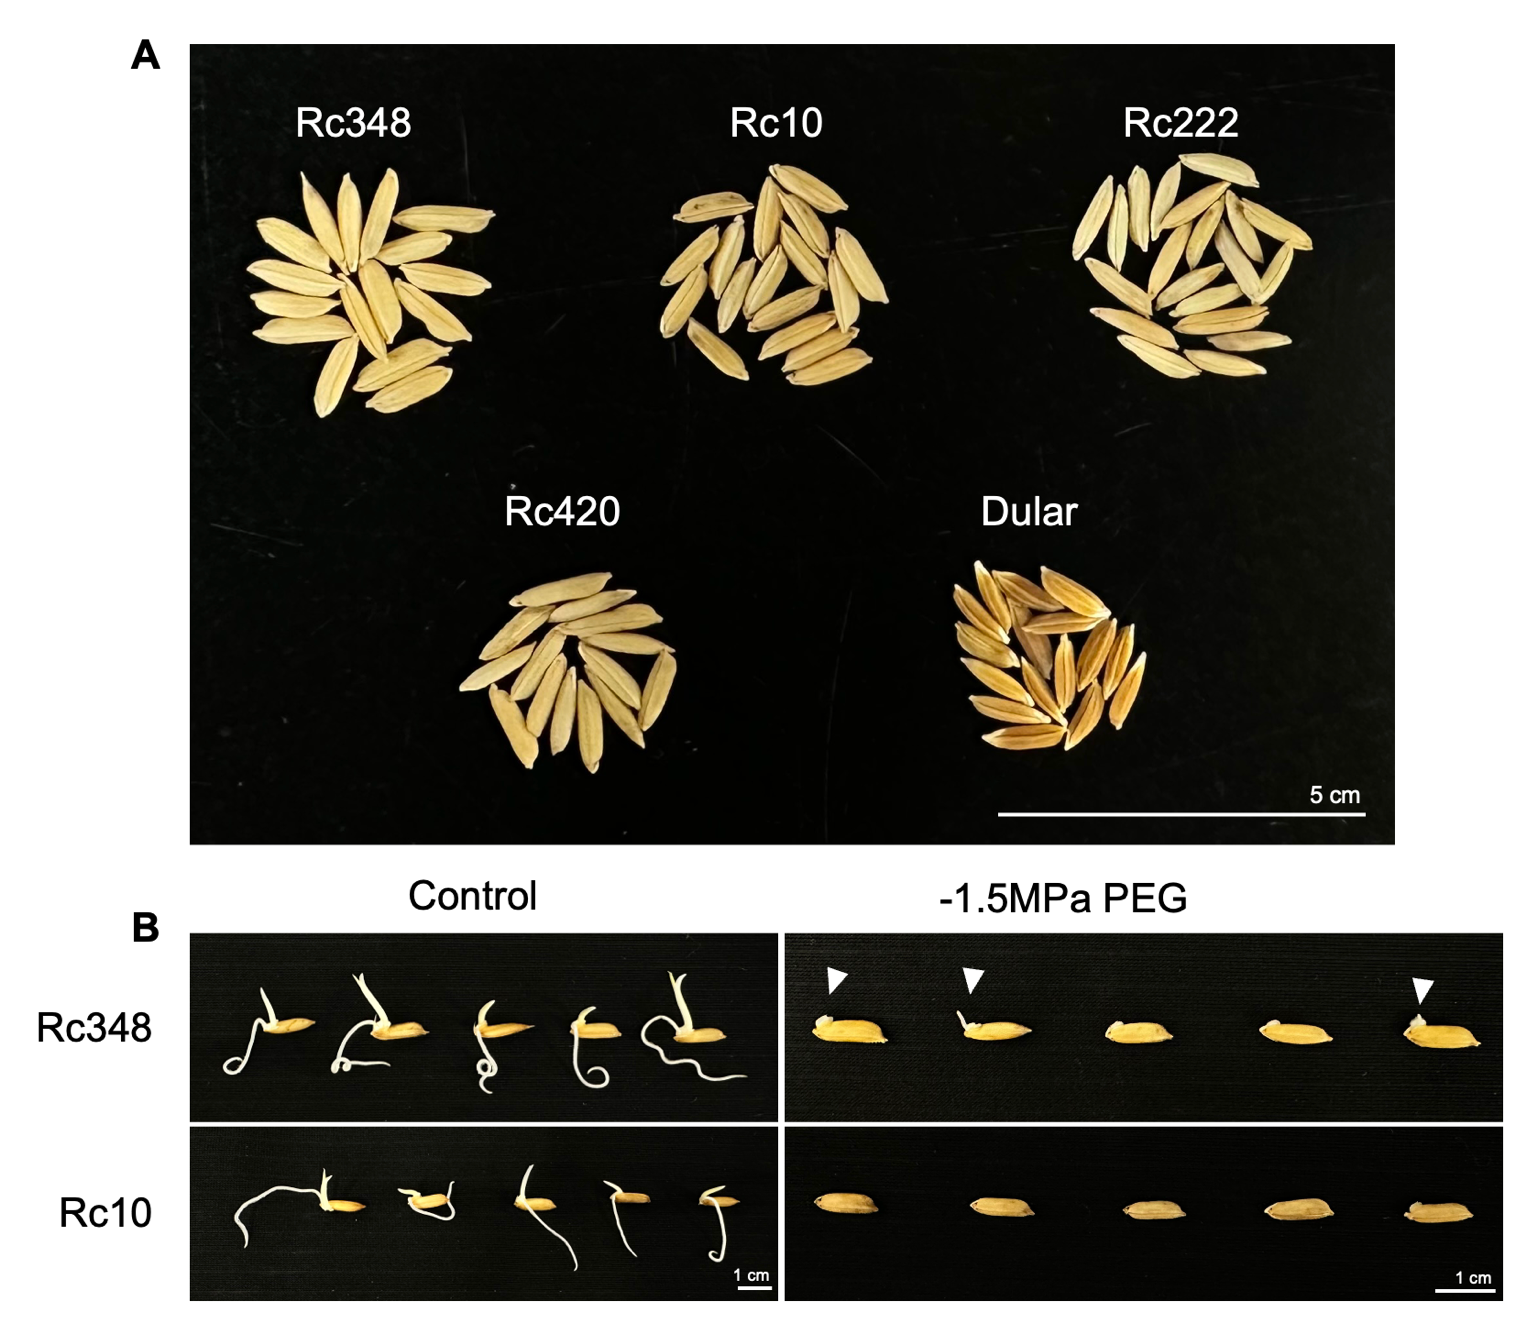 A
Rc348 Rc10 Rc222
Rc420 Dular
5 cm
Control -1.5MPa PEG
B
Rc348
Rc10
1 cm 1 cm